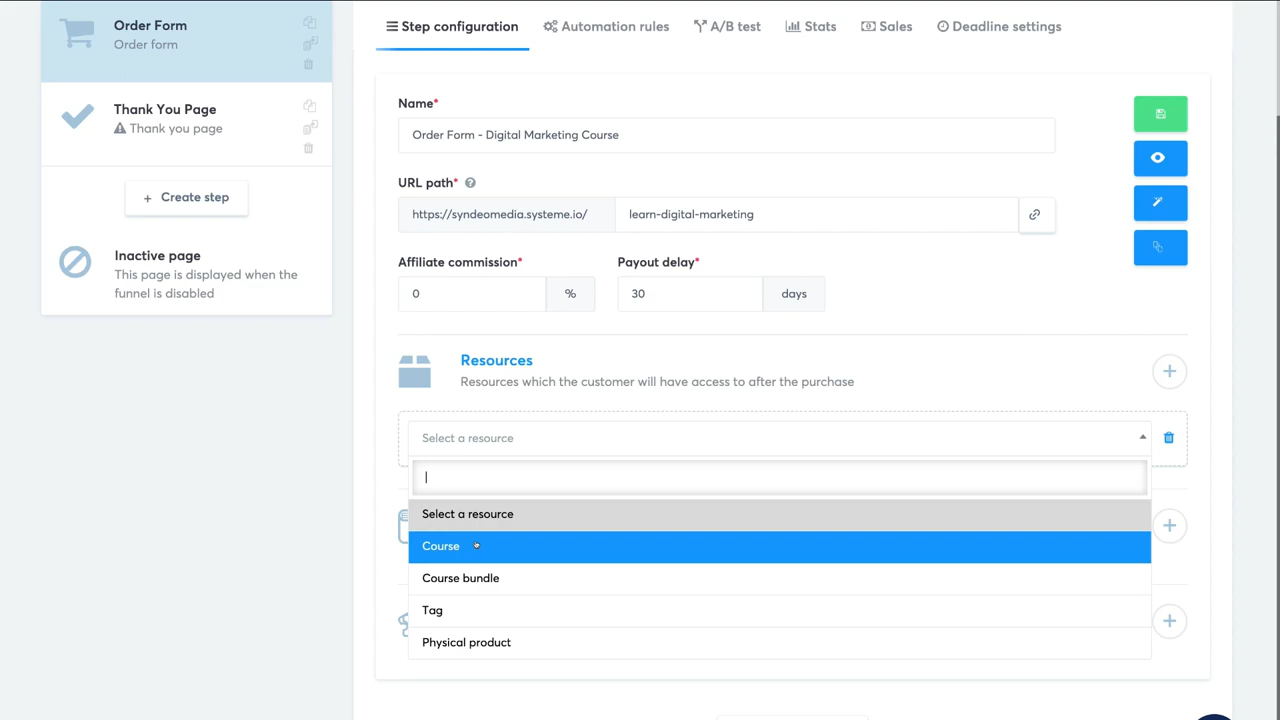 Order Form
Order form
Thank You Page
Thank you page
+ Create step
Inactive page
This page is displayed when the
funnel is disabled
Step configuration
Automation rules
A/B test
Stats
Sales
Deadline settings
Name*
Order Form - Digital Marketing Course
URL path*
https://syndeomedia.systeme.io/
learn-digital-marketing
Affiliate commission*
Payout delay*
0
%
30
days
Resources
Resources which the customer will have access to after the purchase
Select a resource
Select a resource
Course
Course bundle
Tag
Physical product